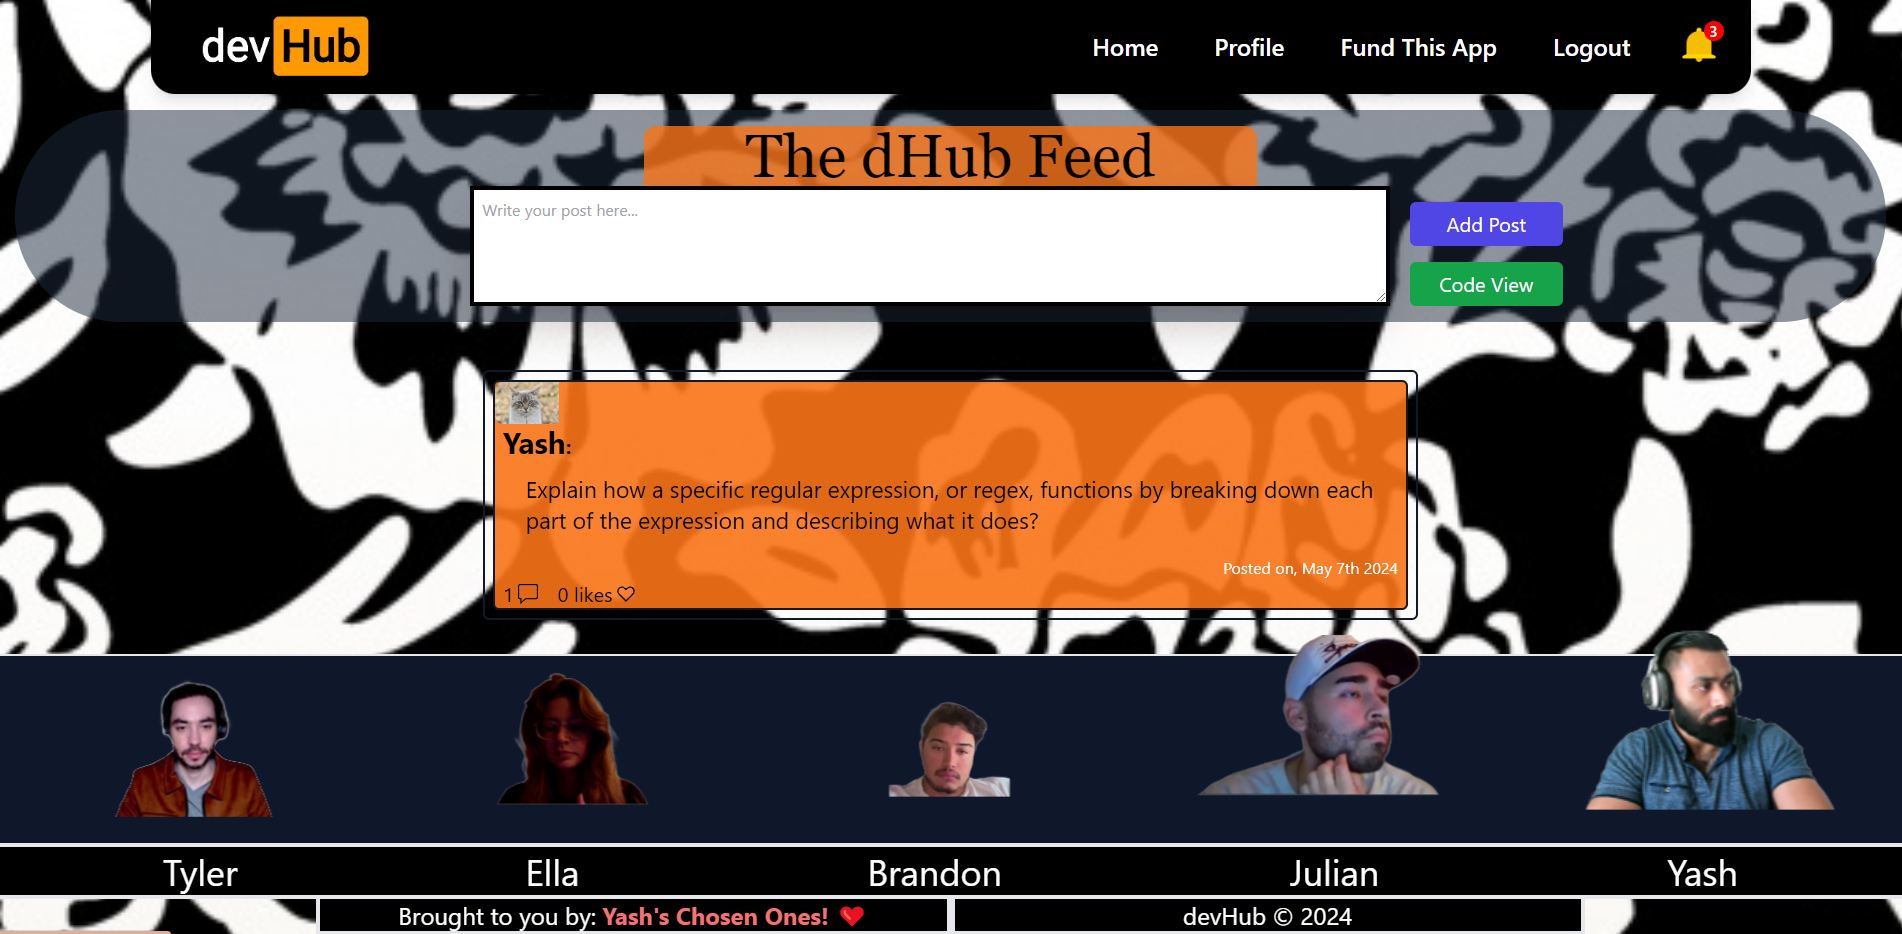 dev Hub
Home Profile Fund This App Logout 3
The dHub Feed
Write your post here...
Add Post
Code View
Yash:
Explain how a specific regular expression, or regex, functions by breaking down each
part of the expression and describing what it does?
Posted on, May 7th 2024
1 0 likes
Tyler Ella Brandon Julian Yash
Brought to you by: Yash's Chosen Ones! ❤️
devHub © 2024